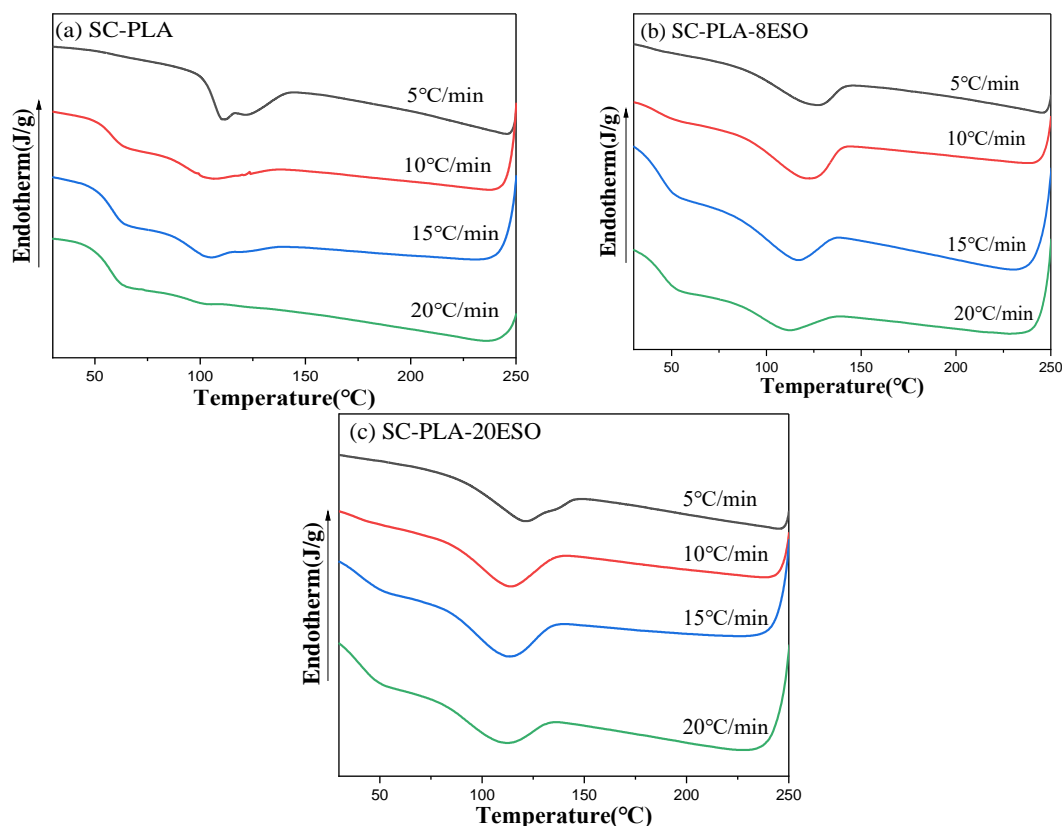 (a) SC-PLA
5°C/min
10°C/min
15°C/min
20°C/min
Endotherm(J/g)
50 100 150 200 250
Temperature(°C)
(b) SC-PLA-8ESO
5°C/min
10°C/min
15°C/min
20°C/min
Endotherm(J/g)
50 100 150 200 250
Temperature(°C)
(c) SC-PLA-20ESO
5°C/min
10°C/min
15°C/min
20°C/min
Endotherm(J/g)
50 100 150 200 250
Temperature(°C)